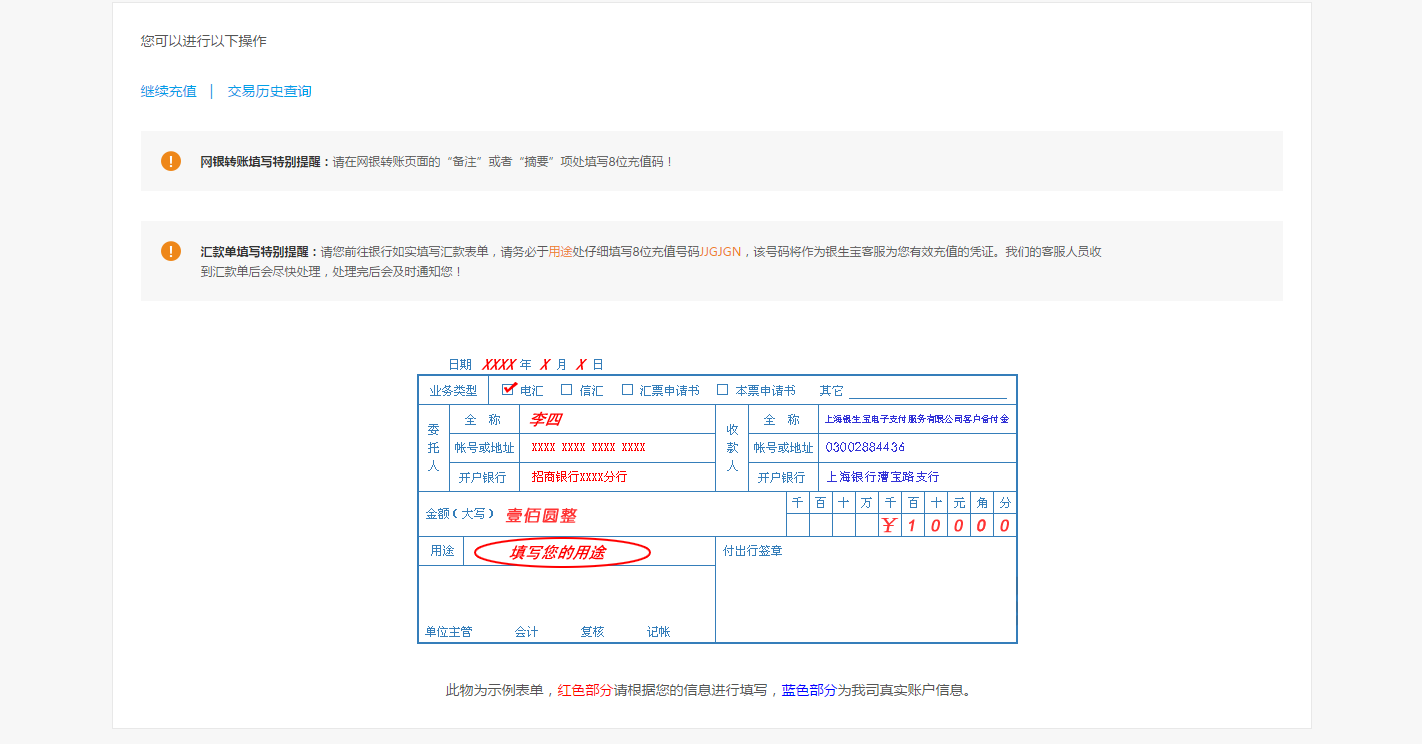 您可以进行以下操作
继续充值 | 交易历史查询
网银转账填写特别提醒：请在网银转账页面的“备注”或者“摘要”项处填写8位充值码！
汇款单填写特别提醒：请您前往银行如实填写汇款表单，请务必于用途处仔细填写8位充值号码JJGJGN，该号码将作为银生宝客服为您有效充值的凭证。我们的客服人员收
到汇款单后会尽快处理，处理完后会及时通知您！
日期 XXXX 年 X 月 X 日
业务类型 电汇 信汇 汇票申请书 本票申请书 其它
委托人 全 称 李四 收款人 全 称 上海银生宝电子支付服务有限公司客户备付金
帐号或地址 XXXX XXXX XXXX XXXX 帐号或地址 03002884436
开户银行 招商银行XXXX分行 开户银行 上海银行漕宝路支行
金额(大写) 壹佰圆整 千 百 十 万 千 百 十 元 角 分
¥ 1 0 0 0 0
用途 填写您的用途 付出行签章
单位主管 会计 复核 记帐
此物为示例表单，红色部分请根据您的信息进行填写，蓝色部分为我司真实账户信息。